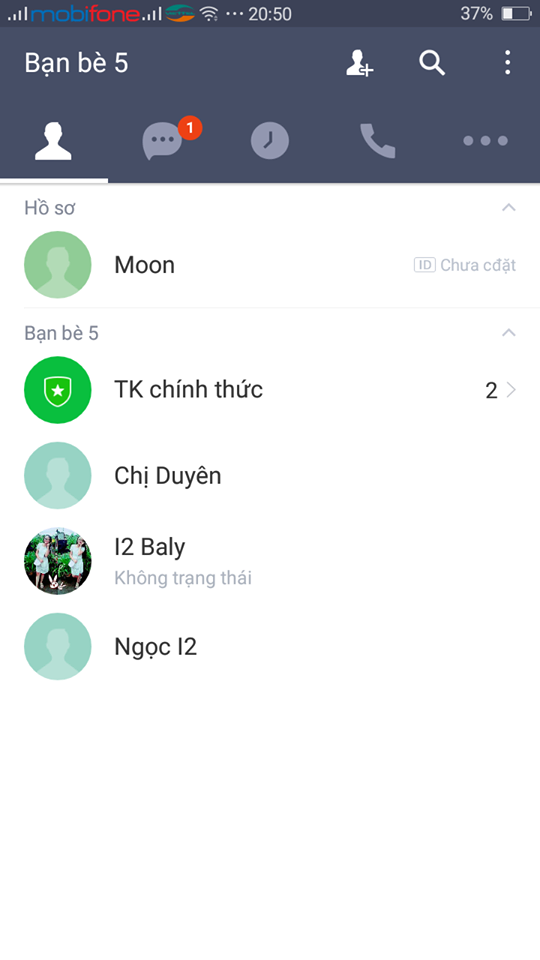 mobifone 20:50 37%
Bạn bè 5
1
Hồ sơ
Moon ID Chưa cđặt
Bạn bè 5
TK chính thức 2
Chị Duyên
I2 Baly
Không trạng thái
Ngọc I2